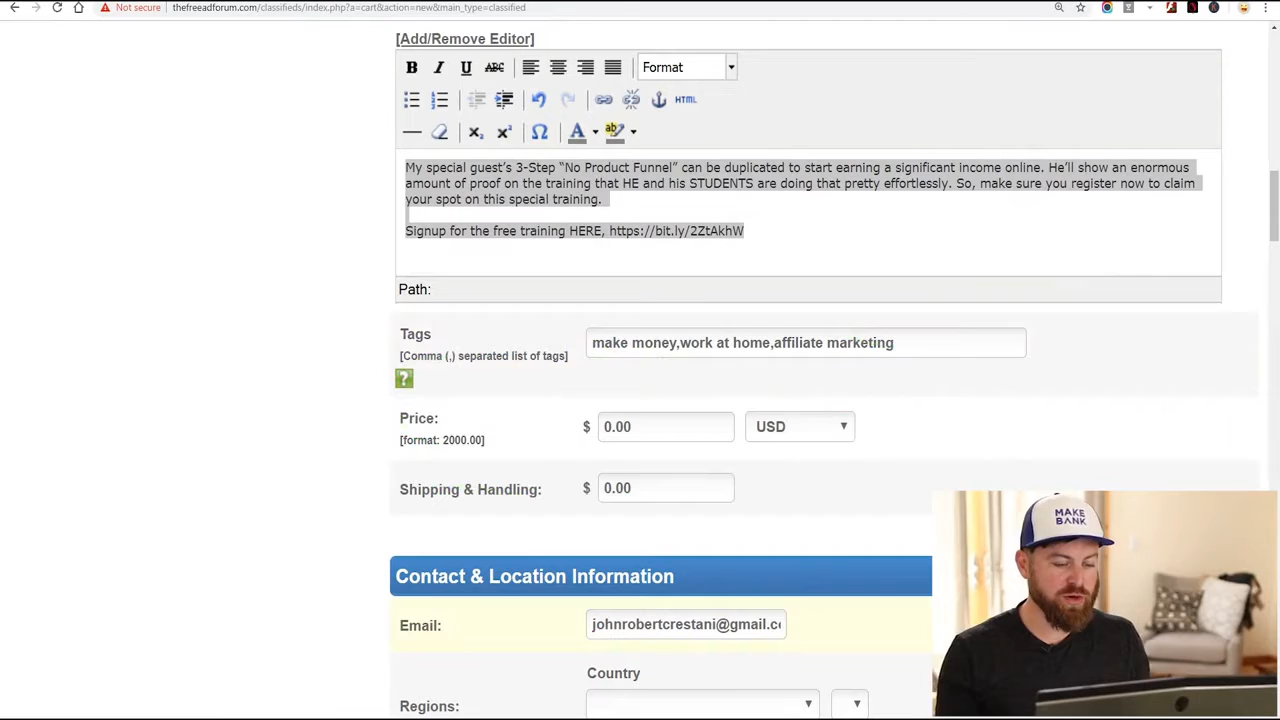 Not secure thefreeadforum.com/classifieds/index.php?a=cart&action=new&main_type=classified
[Add/Remove Editor]
B I U ABC Format
HTML
A ab
My special guest’s 3-Step “No Product Funnel” can be duplicated to start earning a significant income online. He’ll show an enormous
amount of proof on the training that HE and his STUDENTS are doing that pretty effortlessly. So, make sure you register now to claim
your spot on this special training.
Signup for the free training HERE, https://bit.ly/2ZtAkhW
Path:
Tags
[Comma (,) separated list of tags]
make money,work at home,affiliate marketing
?
Price:
[format: 2000.00]
$ 0.00 USD
Shipping & Handling: $ 0.00
Contact & Location Information
Email: johnrobertcrestani@gmail.c
Country
Regions:
MAKE
BANK